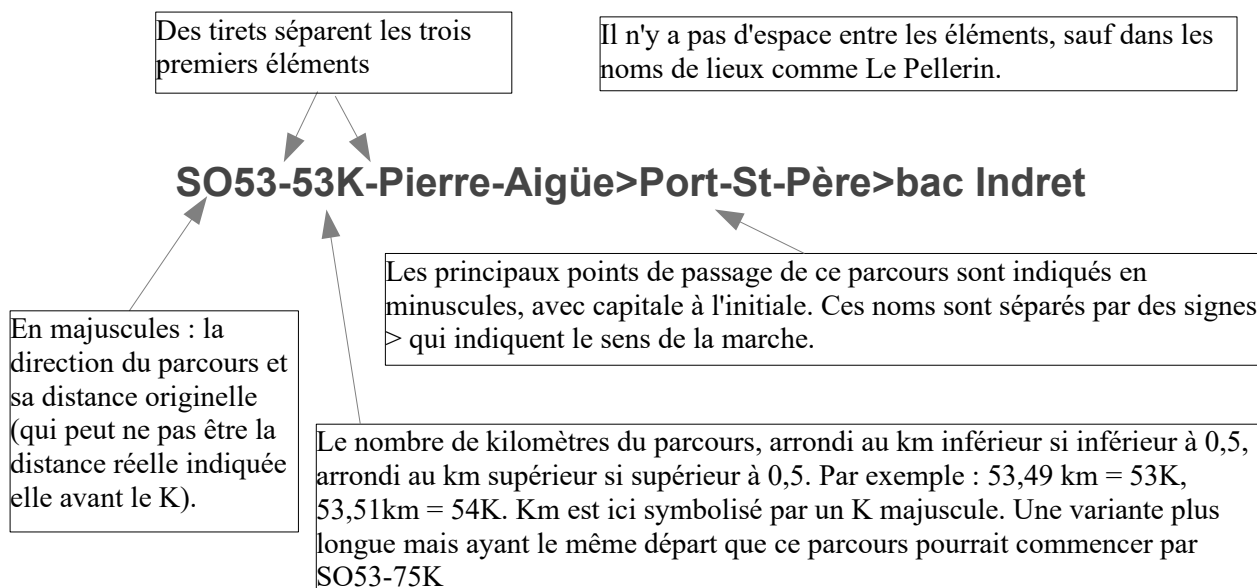 Des tirets séparent les trois
premiers éléments
Il n'y a pas d'espace entre les éléments, sauf dans les
noms de lieux comme Le Pellerin.
SO53-53K-Pierre-Aigüe>Port-St-Père>bac Indret
Les principaux points de passage de ce parcours sont indiqués en
minuscules, avec capitale à l'initiale. Ces noms sont séparés par des signes
> qui indiquent le sens de la marche.
En majuscules : la
direction du parcours et
sa distance originelle
(qui peut ne pas être la
distance réelle indiquée
elle avant le K).
Le nombre de kilomètres du parcours, arrondi au km inférieur si inférieur à 0,5,
arrondi au km supérieur si supérieur à 0,5. Par exemple : 53,49 km = 53K,
53,51km = 54K. Km est ici symbolisé par un K majuscule. Une variante plus
longue mais ayant le même départ que ce parcours pourrait commencer par
SO53-75K